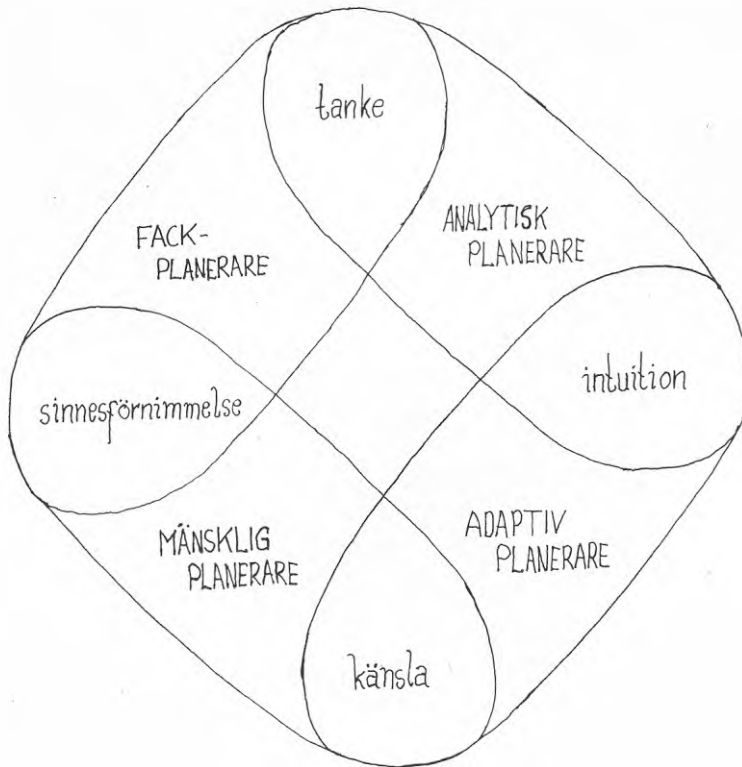 tanke
FACK-
PLANERARE
ANALYTISK
PLANERARE
sinnesförnimmelse
intuition
MÄNSKLIG
PLANERARE
ADAPTIV
PLANERARE
känsla